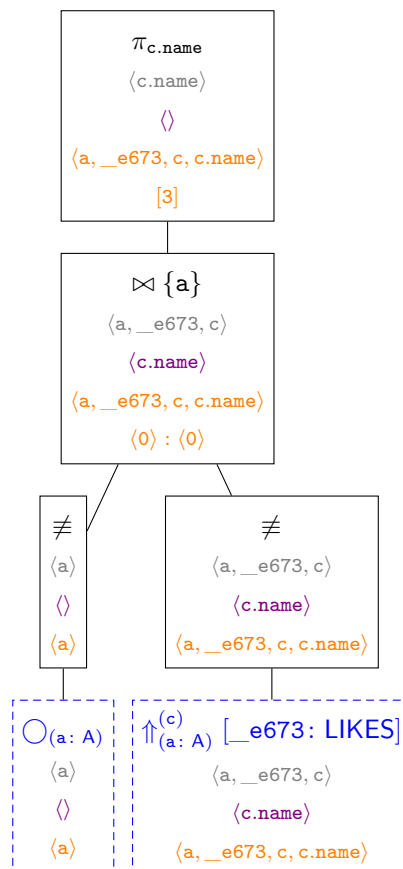 π c.name
⟨c.name⟩
⟨⟩
⟨a, __e673, c, c.name⟩
[3]
⋈ {a}
⟨a, __e673, c⟩
⟨c.name⟩
⟨a, __e673, c, c.name⟩
⟨0⟩ : ⟨0⟩
≢
⟨a⟩
⟨⟩
⟨a⟩
≢
⟨a, __e673, c⟩
⟨c.name⟩
⟨a, __e673, c, c.name⟩
◯(a: A)
⟨a⟩
⟨⟩
⟨a⟩
⇑(c)(a: A) [__e673: LIKES]
⟨a, __e673, c⟩
⟨c.name⟩
⟨a, __e673, c, c.name⟩